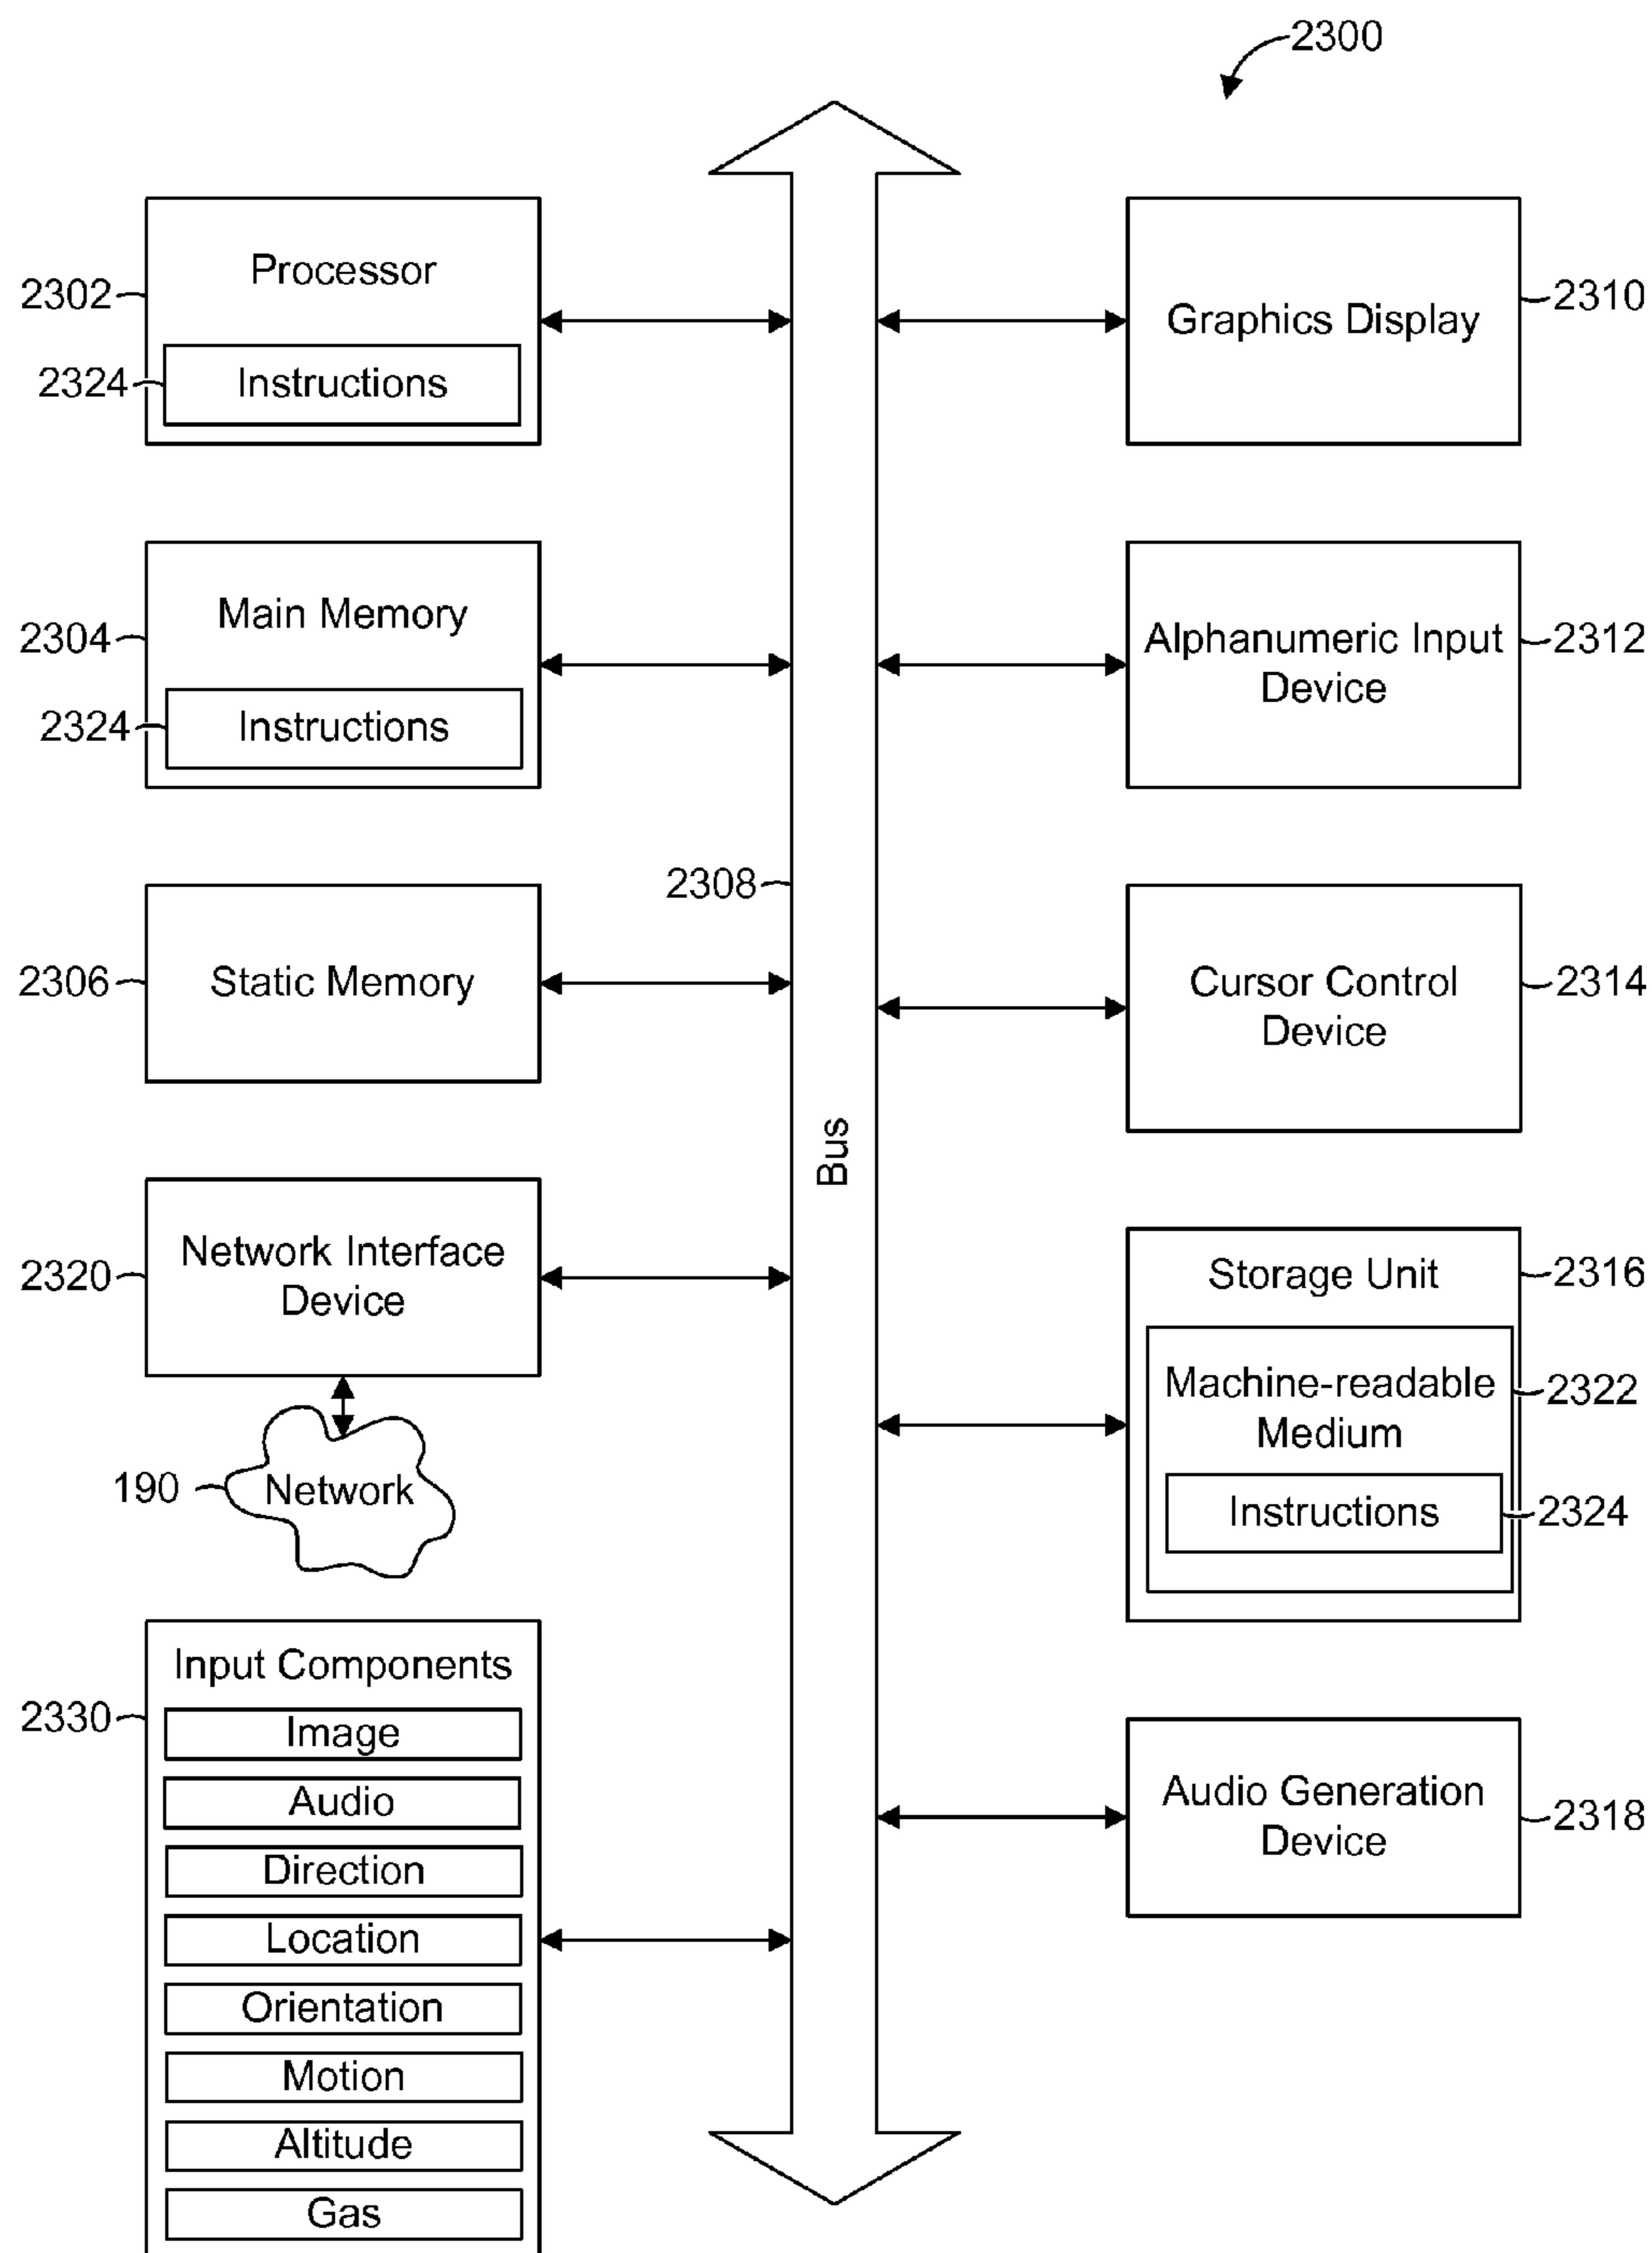 2300
Processor
2302
2324
Instructions
Main Memory
2304
2324
Instructions
Static Memory
2306
Network Interface
Device
2320
190
Network
Input Components
2330
Image
Audio
Direction
Location
Orientation
Motion
Altitude
Gas
2308
Bus
Graphics Display
2310
Alphanumeric Input
Device
2312
Cursor Control
Device
2314
Storage Unit
2316
Machine-readable
Medium
2322
Instructions
2324
Audio Generation
Device
2318